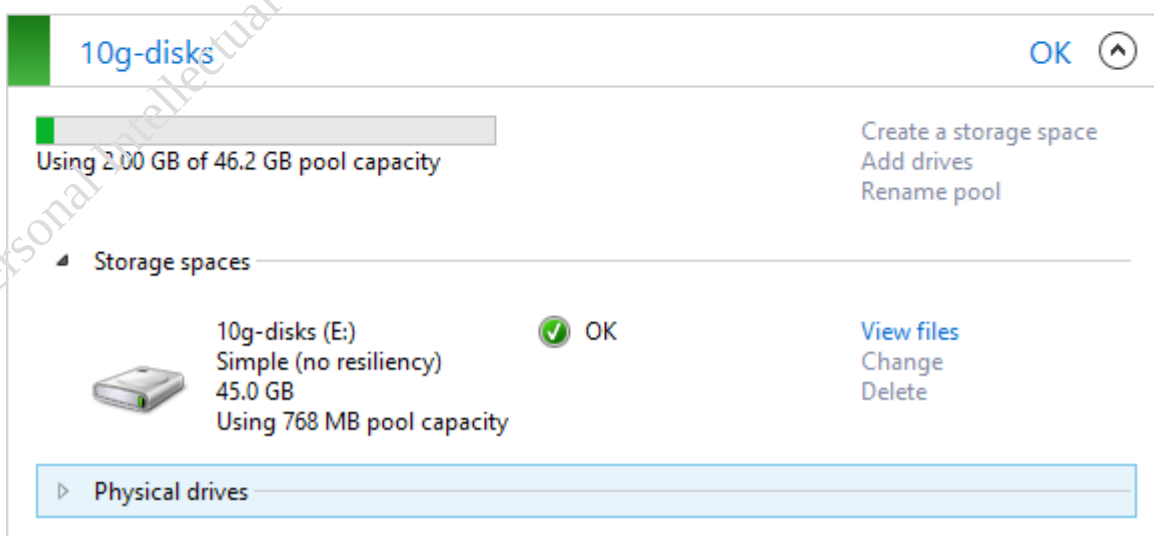 10g-disks OK
Using 2.00 GB of 46.2 GB pool capacity
Create a storage space
Add drives
Rename pool
Storage spaces
10g-disks (E:) OK
Simple (no resiliency)
45.0 GB
Using 768 MB pool capacity
View files
Change
Delete
Physical drives